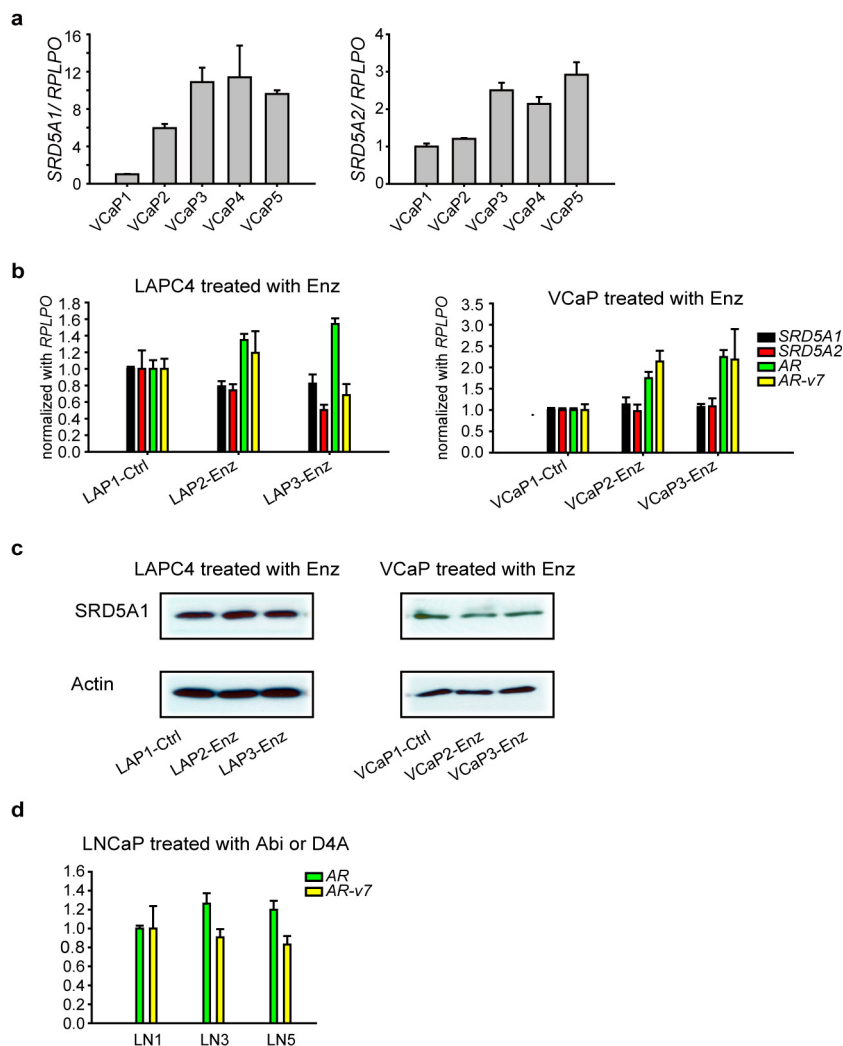 a
SRD5A1/ RPLPO
16
12
8
4
0
VCaP1
VCaP2
VCaP3
VCaP4
VCaP5
SRD5A2/ RPLPO
4
3
2
1
0
VCaP1
VCaP2
VCaP3
VCaP4
VCaP5
b
LAPC4 treated with Enz
normalized with RPLPO
1.8
1.6
1.4
1.2
1.0
0.8
0.6
0.4
0.2
0.0
LAP1-Ctrl
LAP2-Enz
LAP3-Enz
VCaP treated with Enz
normalized with RPLPO
3.5
3.0
2.5
2.0
1.5
1.0
0.5
0.0
VCaP1-Ctrl
VCaP2-Enz
VCaP3-Enz
SRD5A1
SRD5A2
AR
AR-v7
c
LAPC4 treated with Enz
VCaP treated with Enz
SRD5A1
Actin
LAP1-Ctrl
LAP2-Enz
LAP3-Enz
VCaP1-Ctrl
VCaP2-Enz
VCaP3-Enz
d
LNCaP treated with Abi or D4A
1.6
1.4
1.2
1.0
0.8
0.6
0.4
0.2
0.0
LN1
LN3
LN5
AR
AR-v7